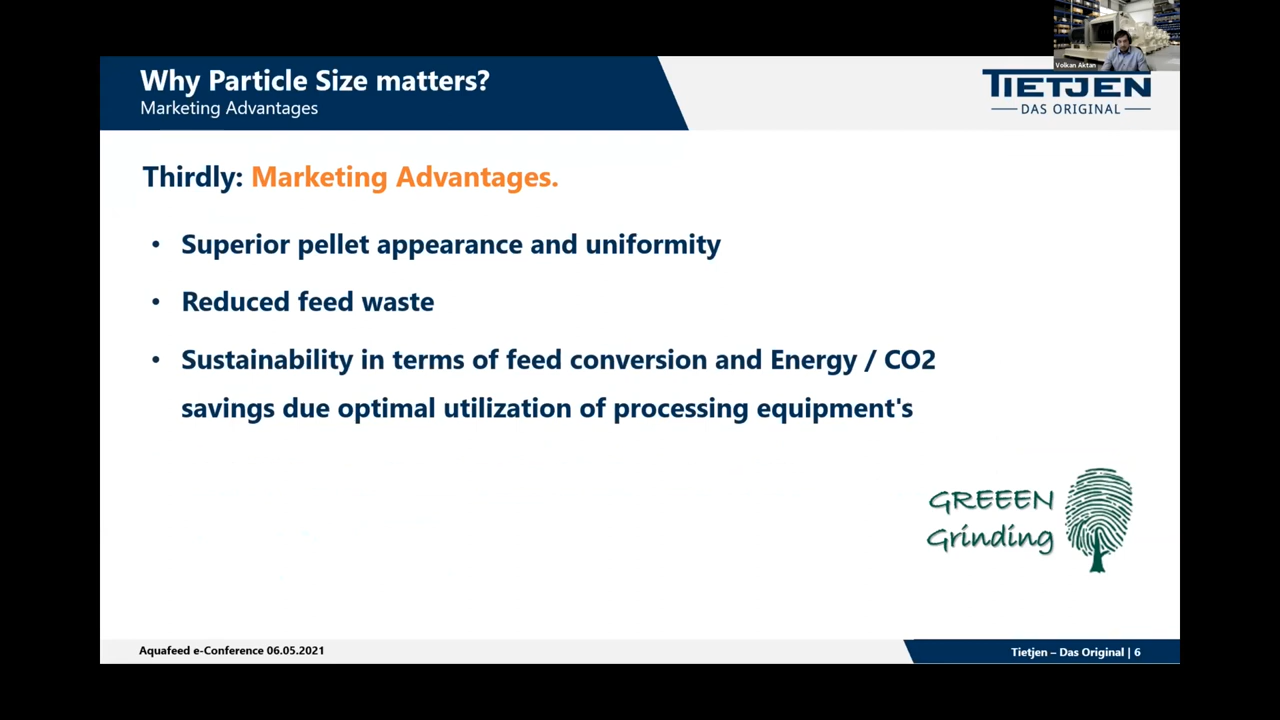 Volkan Aktan
Why Particle Size matters?
Marketing Advantages
TIETJEN
DAS ORIGINAL
Thirdly: Marketing Advantages.
• Superior pellet appearance and uniformity
• Reduced feed waste
• Sustainability in terms of feed conversion and Energy / CO2
savings due optimal utilization of processing equipment's
GREEEN
Grinding
Aquafeed e-Conference 06.05.2021
Tietjen – Das Original | 6